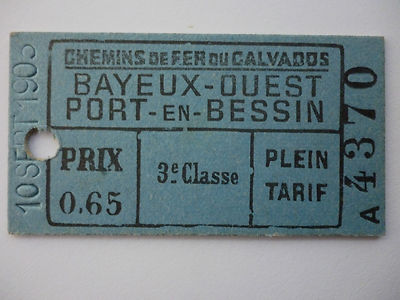 CHEMINS DE FER DU CALVADOS
BAYEUX-OUEST
PORT-EN-BESSIN
PRIX
0.65
3e Classe
PLEIN
TARIF
A 4370
10 SEPT 1903